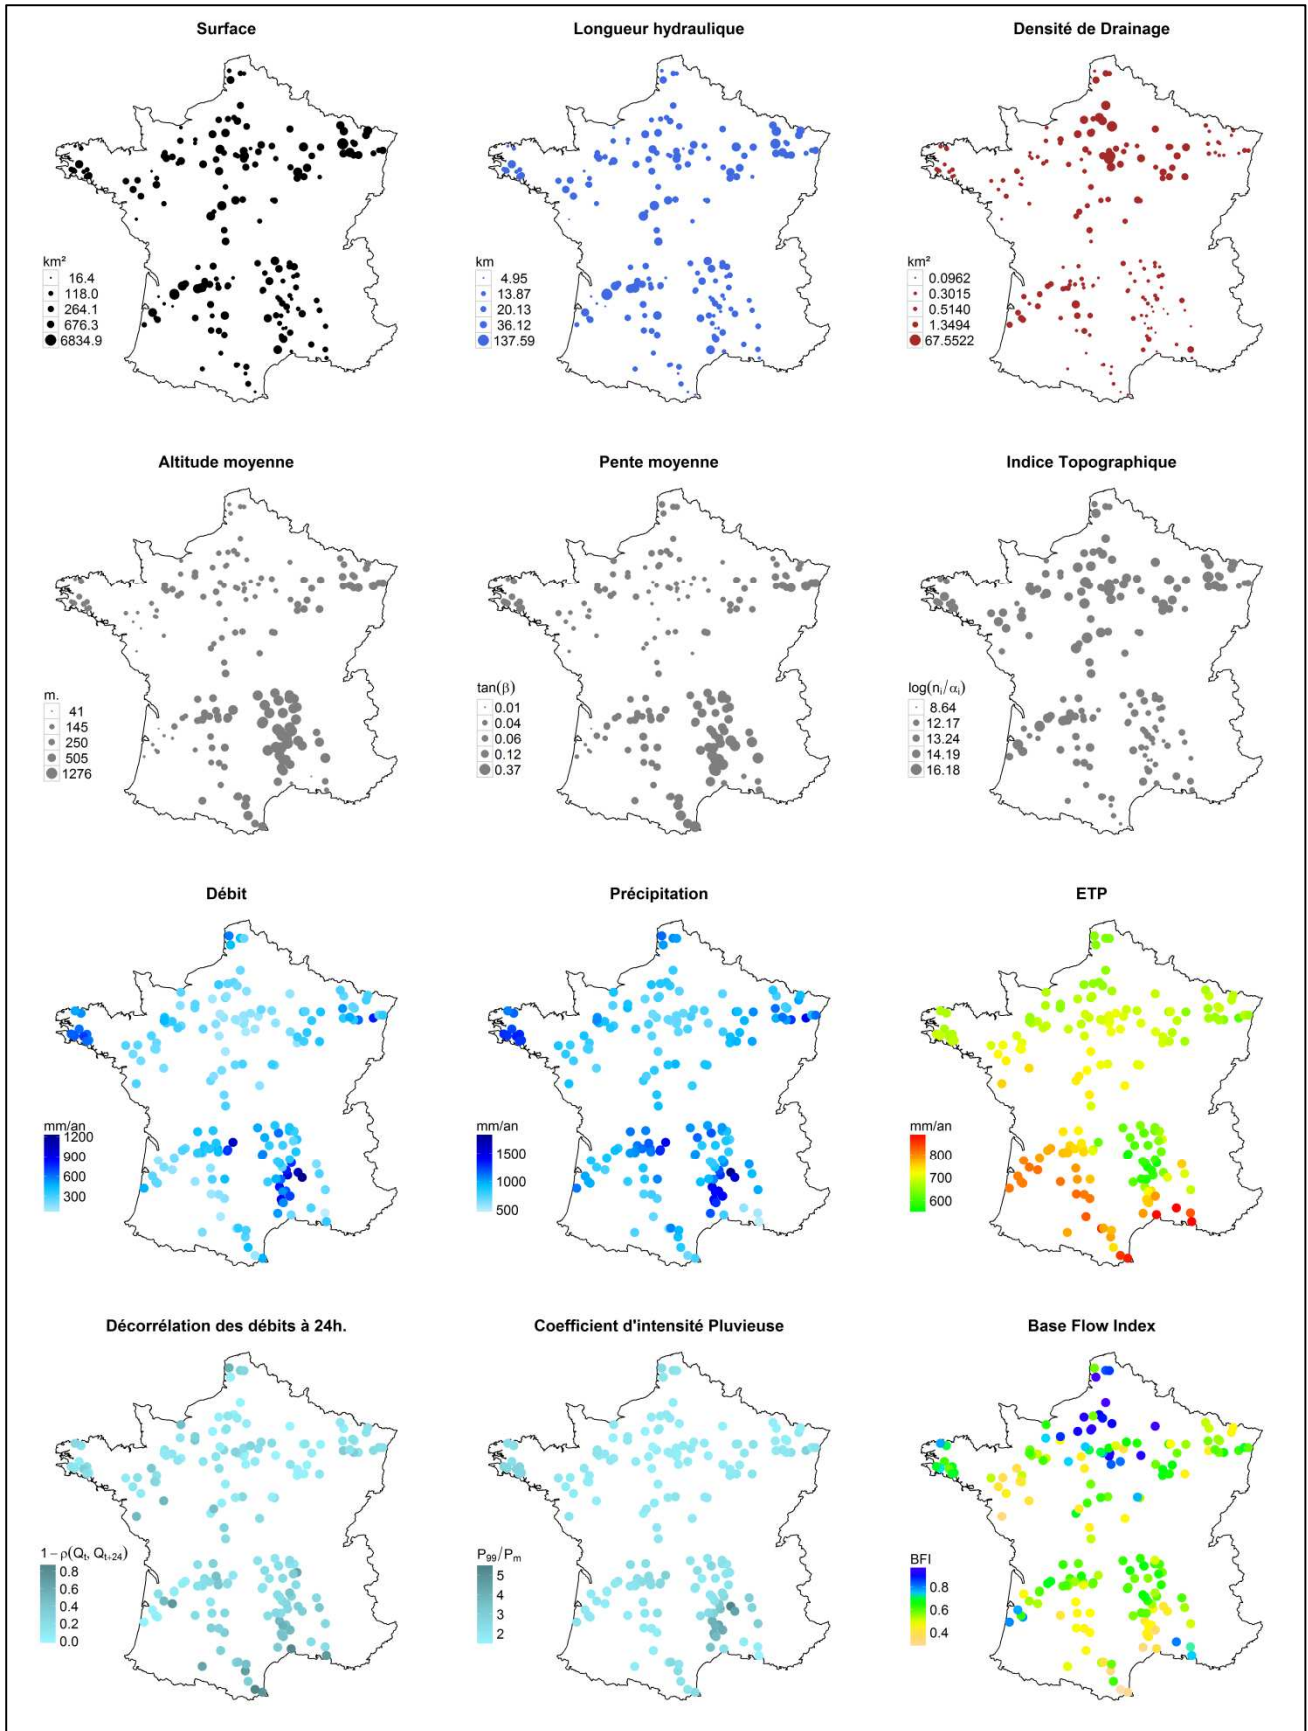 Surface
Longueur hydraulique
Densité de Drainage
km²
16.4
118.0
264.1
676.3
6834.9
km
4.95
13.87
20.13
36.12
137.59
km²
0.0962
0.3015
0.5140
1.3494
67.5522
Altitude moyenne
Pente moyenne
Indice Topographique
m.
41
145
250
505
1276
tan(β)
0.01
0.04
0.06
0.12
0.37
log(nᵢ/αᵢ)
8.64
12.17
13.24
14.19
16.18
Débit
Précipitation
ETP
mm/an
1200
900
600
300
mm/an
1500
1000
500
mm/an
800
700
600
Décorrélation des débits à 24h.
Coefficient d'intensité Pluvieuse
Base Flow Index
1−ρ(Qₜ, Qₜ₊₂₄)
0.8
0.6
0.4
0.2
0.0
P₉₉/Pₘ
5
4
3
2
BFI
0.8
0.6
0.4